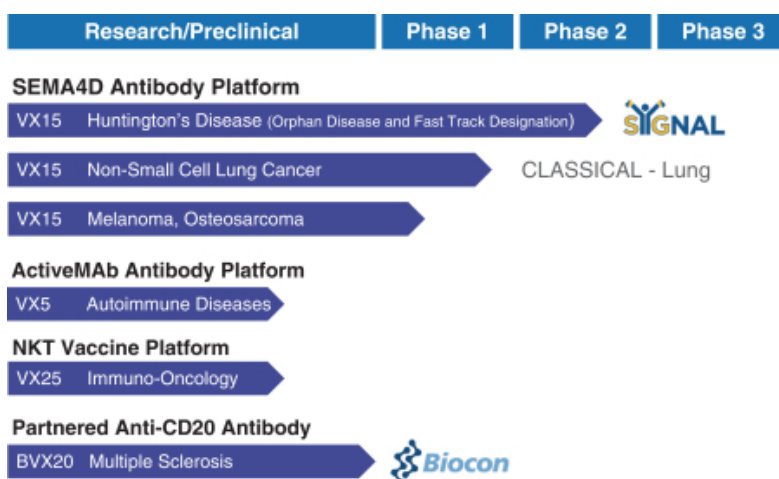 Research/Preclinical Phase 1 Phase 2 Phase 3
SEMA4D Antibody Platform
VX15 Huntington's Disease (Orphan Disease and Fast Track Designation) SIGNAL
VX15 Non-Small Cell Lung Cancer CLASSICAL - Lung
VX15 Melanoma, Osteosarcoma
ActiveMAb Antibody Platform
VX5 Autoimmune Diseases
NKT Vaccine Platform
VX25 Immuno-Oncology
Partnered Anti-CD20 Antibody
BVX20 Multiple Sclerosis Biocon